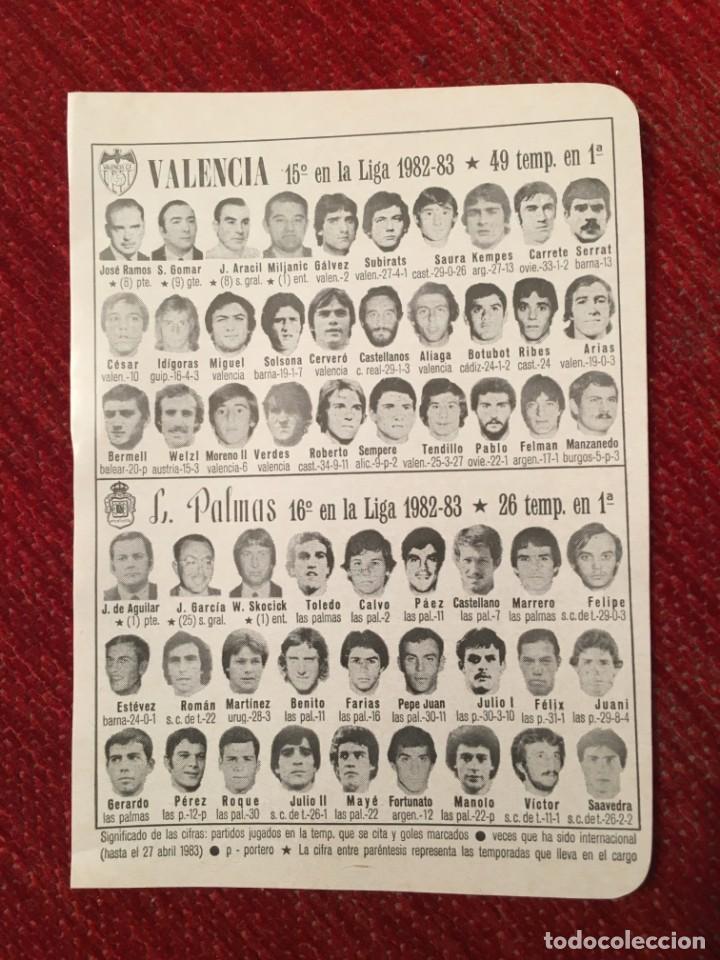 VALENCIA 15º en la Liga 1982-83 ★ 49 temp. en 1ª
José Ramos S. Gomar J. Aracil Miljanic Gálvez Subirats Saura Kempes Carrete Serrat
★ (8) pte. ★ (9) gte. ★ (8) s. gral. ★ (1) ent. valen.-2 valen.-27-4-1 cast.-29-0-26 arg.-27-13 ovie.-33-1-2 barna-13
César Idígoras Miguel Solsona Cerveró Castellanos Aliaga Botubot Ribes Arias
valen.-10 guip.-16-4-3 valencia barna-19-1-7 valencia c. real-29-1-3 valencia cádiz-24-1-2 cast.-24 valen.-19-0-3
Bermell Welzl Moreno II Verdes Roberto Sempere Tendillo Pablo Felman Manzanedo
balear-20-p austria-15-3 valencia-6 valencia cast.-34-9-11 alic.-9-p-2 valen.-25-3-27 ovie.-22-1 argen.-17-1 burgos-5-p-3
L. Palmas 16º en la Liga 1982-83 ★ 26 temp. en 1ª
J. de Aguilar J. García W. Skocick Toledo Calvo Páez Castellano Marrero Felipe
★ (1) pte. ★ (25) s. gral. ★ (1) ent. las palmas las pal.-2 las pal.-11 las pal.-7 las palmas s.c. de t.-29-0-3
Estévez Román Martínez Benito Farias Pepe Juan Julio I Félix Juani
barna-24-0-1 s.c. de t.-22 urug.-28-3 las pal.-11 las pal.-16 las pal.-30-11 las p.-30-3-10 las p.-31-1 las p.-29-8-4
Gerardo Pérez Roque Julio II Mayé Fortunato Manolo Víctor Saavedra
las palmas las p.-12-p las pal.-30 s.c. de t.-26-1 las pal.-22 argen.-12 las pal.-22-p s.c. de t.-11-1 s.c. de t.-26-2-2
Significado de las cifras: partidos jugados en la temp. que se cita y goles marcados ● veces que ha sido internacional
(hasta el 27 abril 1983) ● p - portero ★ La cifra entre paréntesis representa las temporadas que lleva en el cargo
todocoleccion